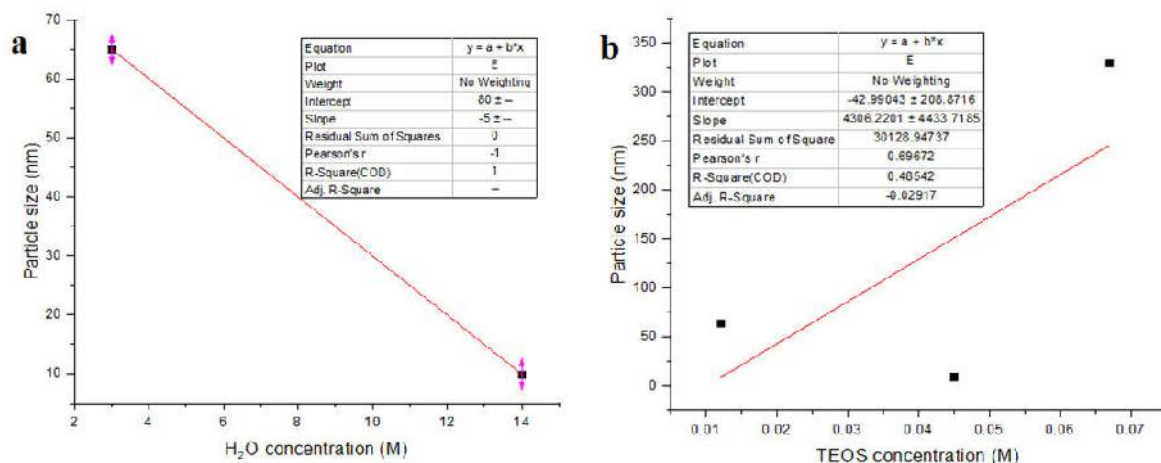 a
Particle size (nm)
70
60
50
40
30
20
10
Equation y = a + b*x
Plot
Weight No Weighting
Intercept 80 ± --
Slope -5 ± --
Residual Sum of Squares 0
Pearson's r -1
R-Square(COD) 1
Adj. R-Square --
2 4 6 8 10 12 14
H₂O concentration (M)
b
Particle size (nm)
350
300
250
200
150
100
50
0
Equation y = a + b*x
Plot E
Weight No Weighting
Intercept -42.99043 ± 208.8716
Slope 4306.2201 ± 4433.7185
Residual Sum of Square 30128.94737
Pearson's r 0.69672
R-Square(COD) 0.48542
Adj. R-Square -0.02917
0.01 0.02 0.03 0.04 0.05 0.06 0.07
TEOS concentration (M)